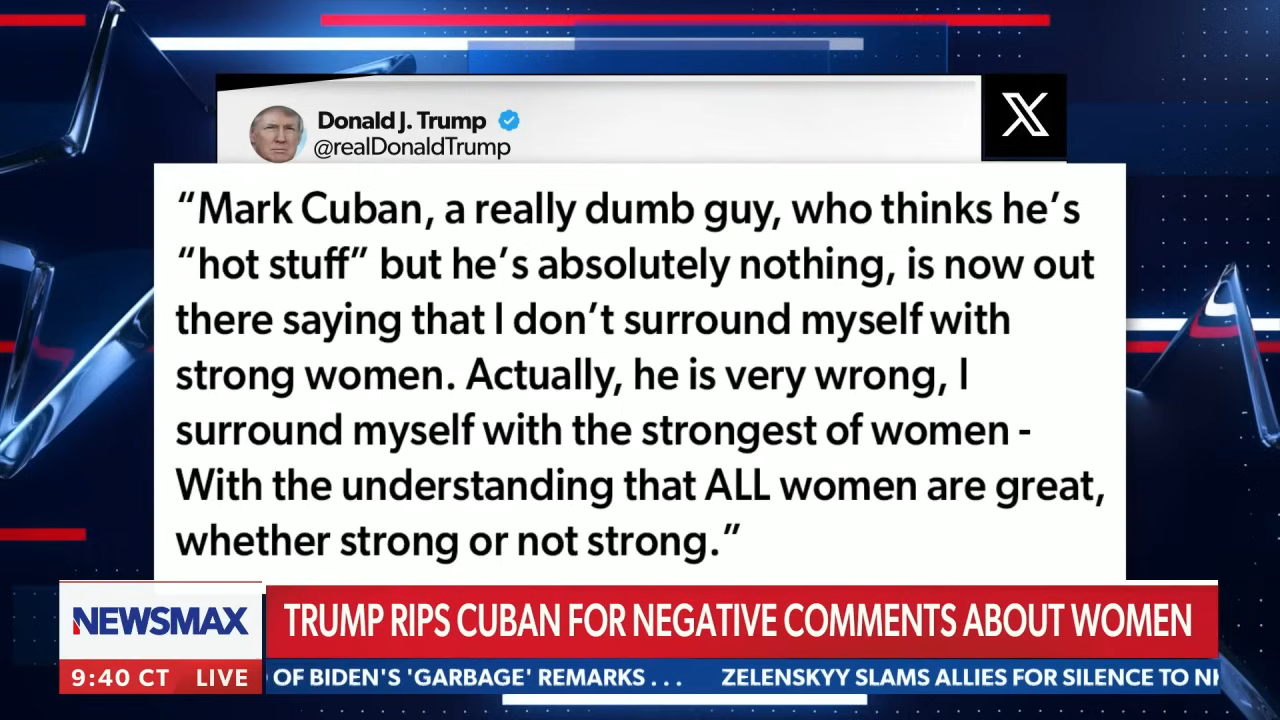 Donald J. Trump
@realDonaldTrump
X
“Mark Cuban, a really dumb guy, who thinks he’s
“hot stuff” but he’s absolutely nothing, is now out
there saying that I don’t surround myself with
strong women. Actually, he is very wrong, I
surround myself with the strongest of women -
With the understanding that ALL women are great,
whether strong or not strong.”
NEWSMAX
TRUMP RIPS CUBAN FOR NEGATIVE COMMENTS ABOUT WOMEN
9:40 CT LIVE
OF BIDEN'S 'GARBAGE' REMARKS . . . ZELENSKYY SLAMS ALLIES FOR SILENCE TO